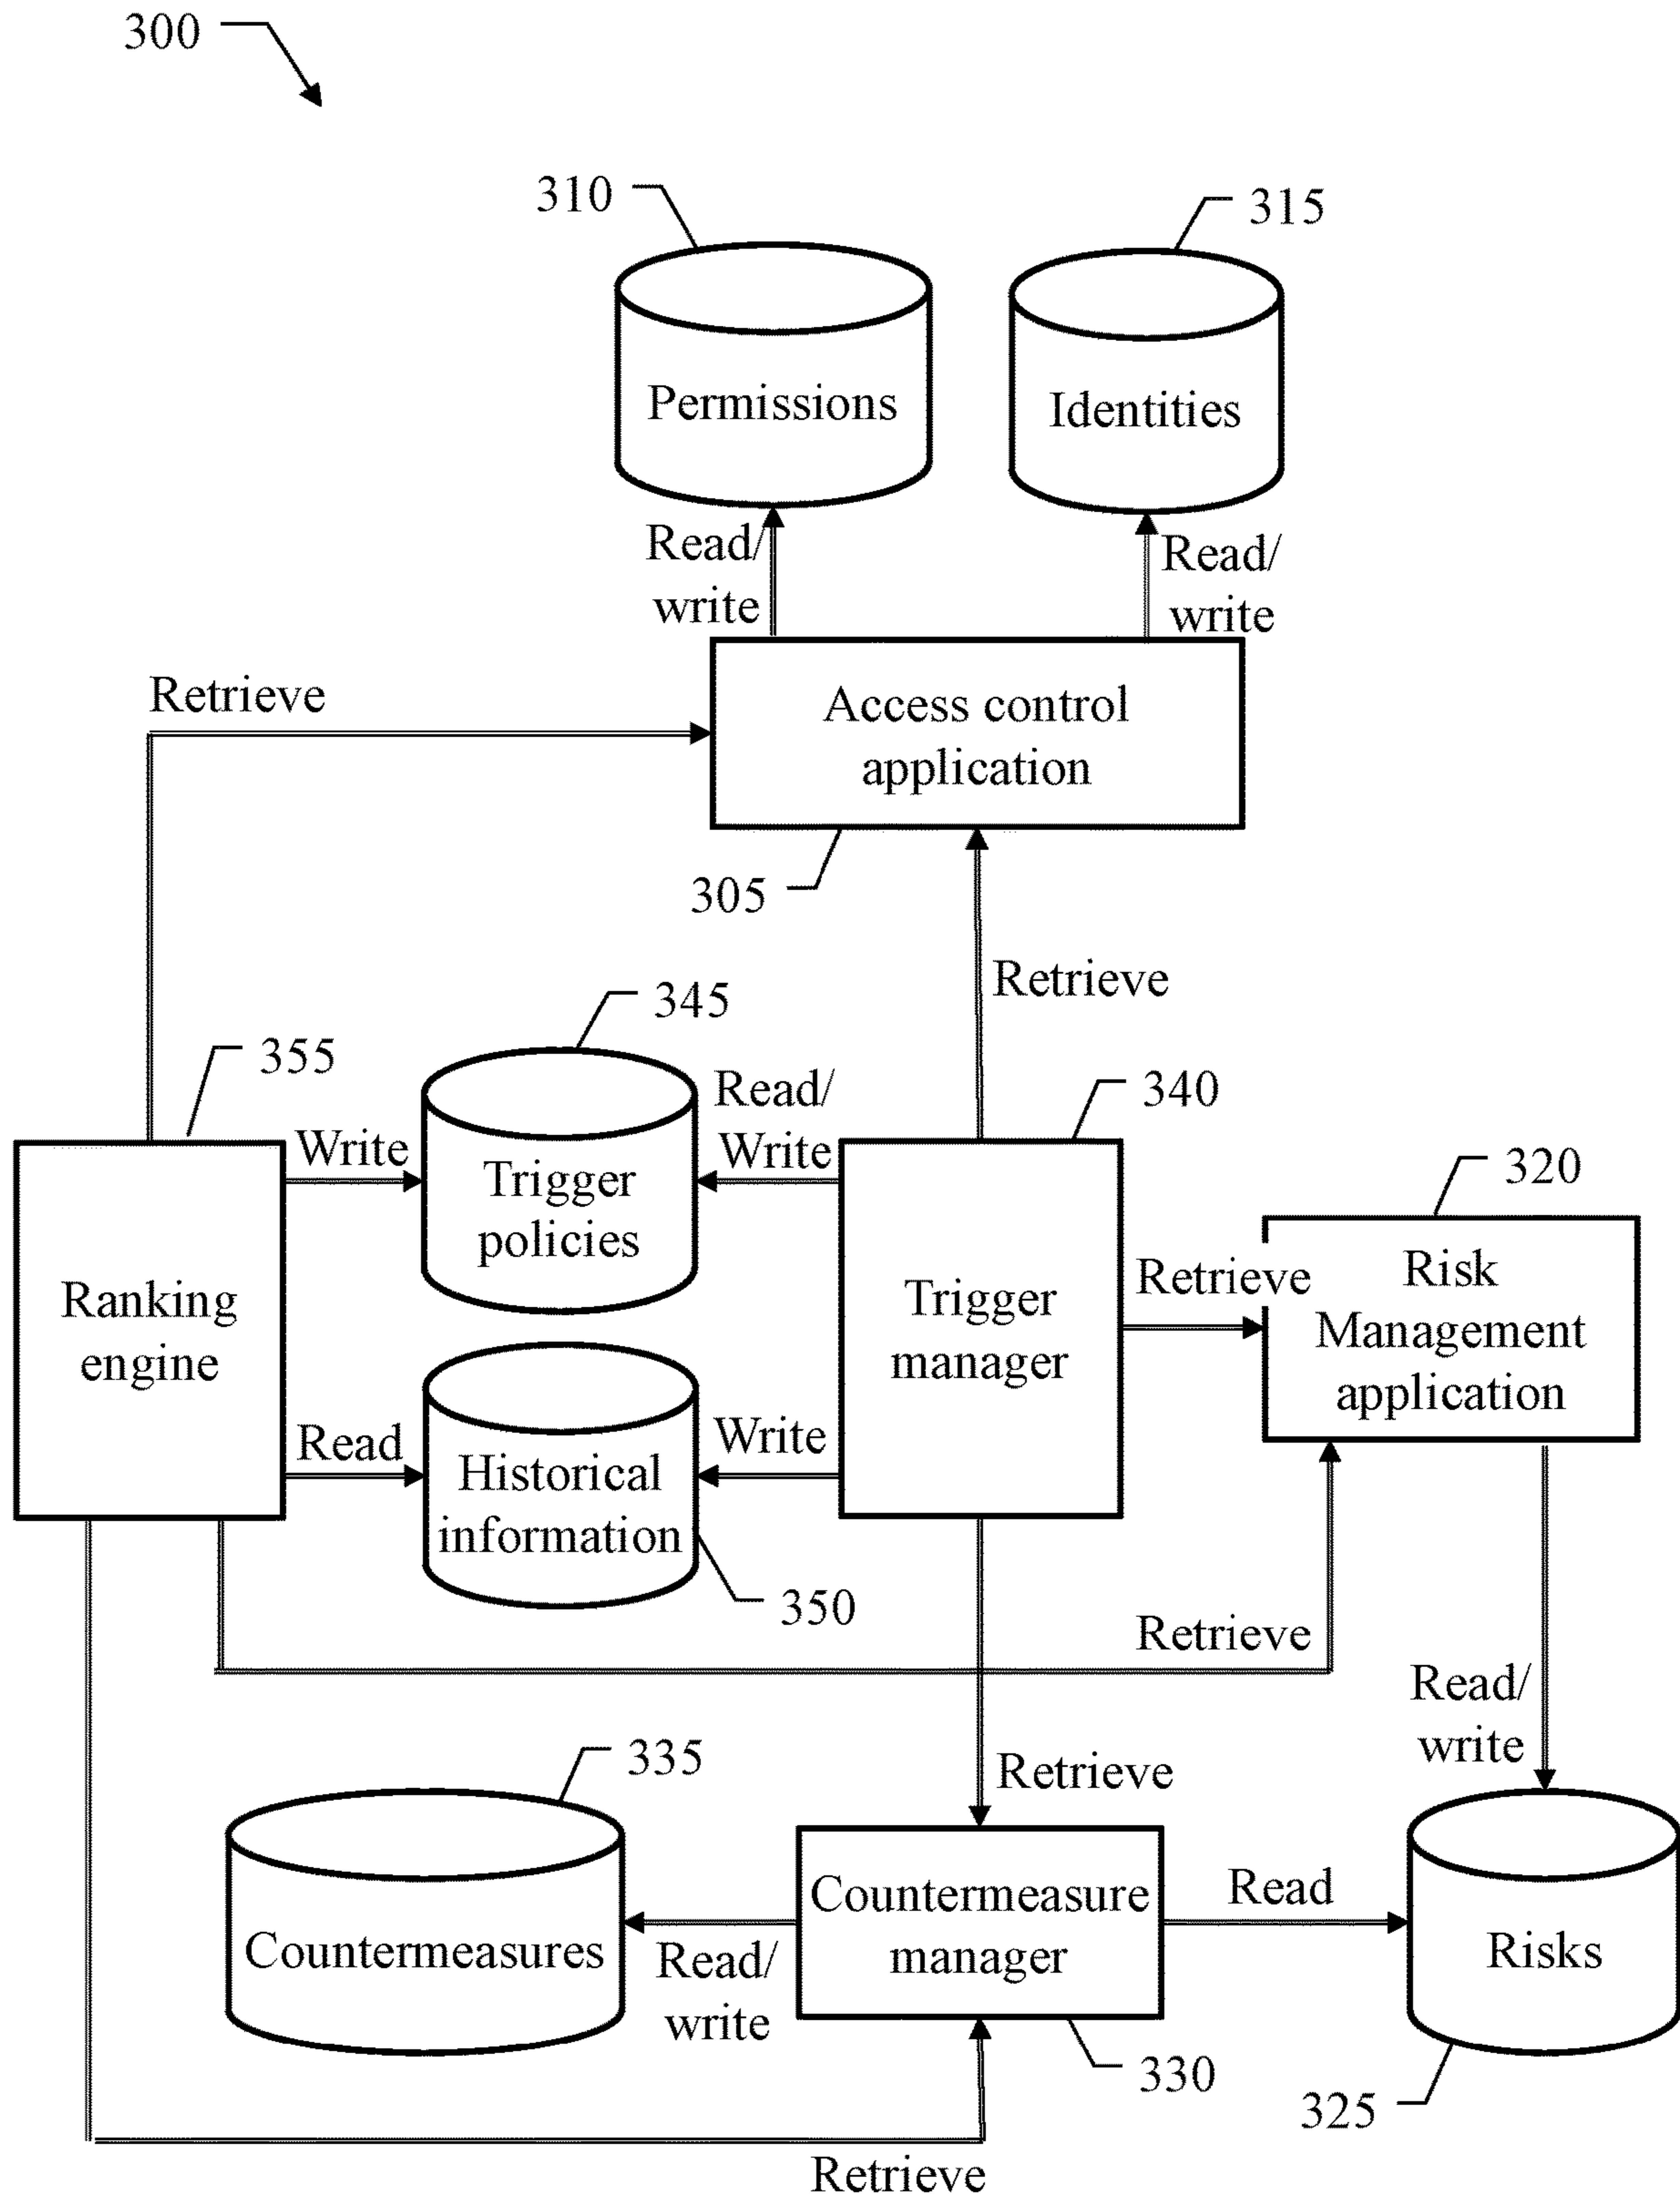 300
310
315
Permissions
Identities
Read/
write
Read/
write
Retrieve
Access control
application
305
Retrieve
345
355
Read/
Write
340
Write
Trigger
policies
320
Ranking
engine
Trigger
manager
Retrieve
Risk
Management
application
Read
Write
Historical
information
350
Retrieve
Read/
write
335
Retrieve
Countermeasures
Read/
write
Countermeasure
manager
Read
Risks
330
325
Retrieve